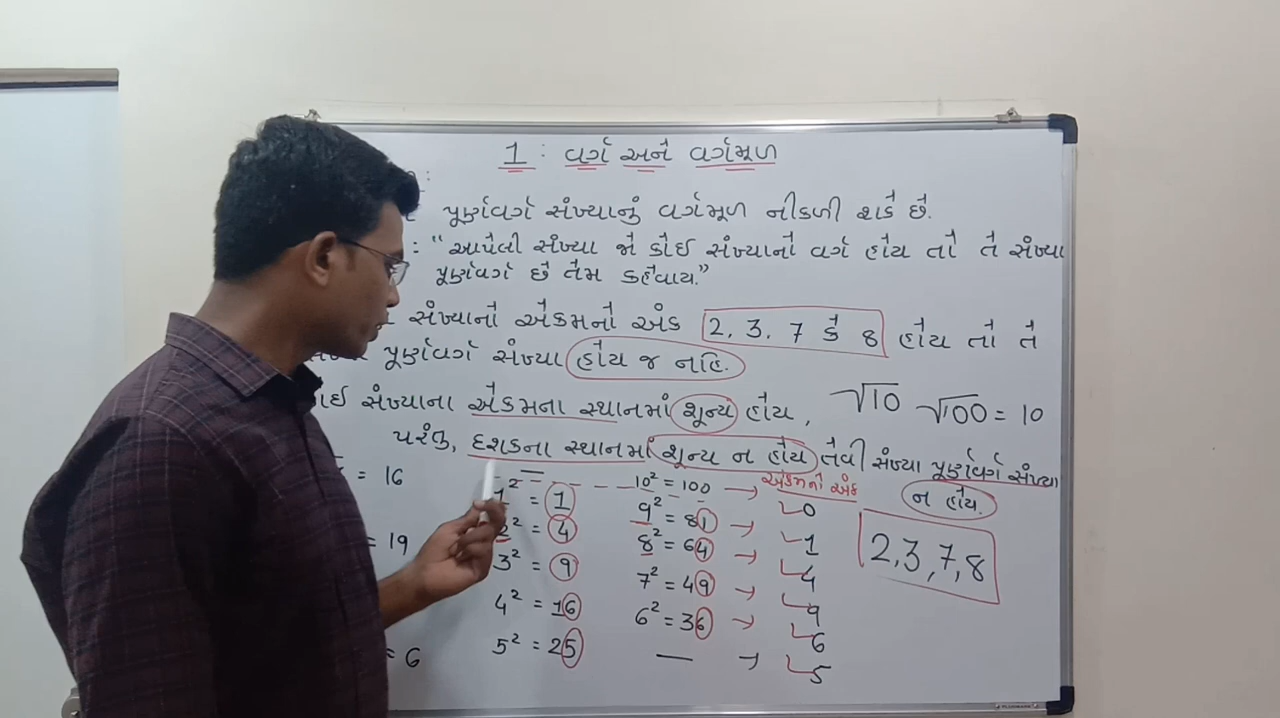 1 : વર્ગ અને વર્ગમૂળ
:
પૂર્ણવર્ગ સંખ્યાનું વર્ગમૂળ નીકળી શકે છે.
: "આપેલી સંખ્યા જો કોઈ સંખ્યાનો વર્ગ હોય તો તે સંખ્યા
પૂર્ણવર્ગ છે તેમ કહેવાય."
સંખ્યાનો એકમનો અંક 2, 3, 7 કે 8 હોય તો તે
પૂર્ણવર્ગ સંખ્યા હોય જ નહિ.
સંખ્યાના એકમના સ્થાનમાં શૂન્ય હોય, √10 √100 = 10
પરંતુ, દશકના સ્થાનમાં શૂન્ય ન હોય તેવી સંખ્યા પૂર્ણવર્ગ સંખ્યા
ન હોય.
= 16
= 19
= 6
1² = 1
2² = 4
3² = 9
4² = 16
5² = 25
એકમનો અંક
10² = 100 → 0
9² = 81 → 1
8² = 64 → 4
7² = 49 → 9
6² = 36 → 6
— → 5
2,3,7,8